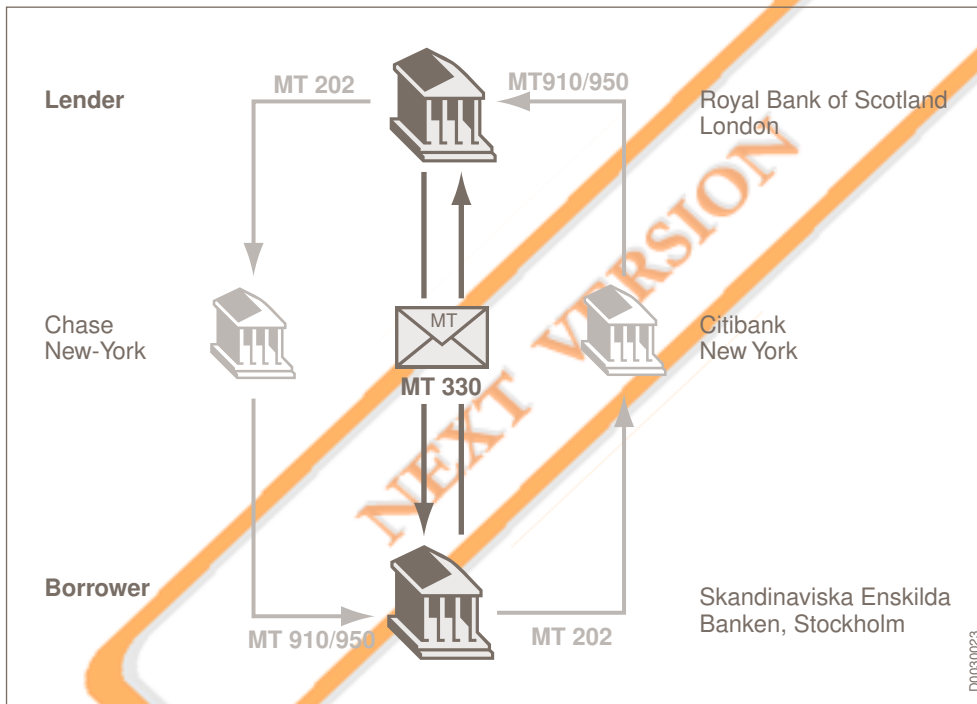 MT 202
MT910/950
Lender
Royal Bank of Scotland
London
Chase
New-York
MT
MT 330
Citibank
New York
NEXT VERSION
Borrower
Skandinaviska Enskilda
Banken, Stockholm
MT 910/950
MT 202
D0030023